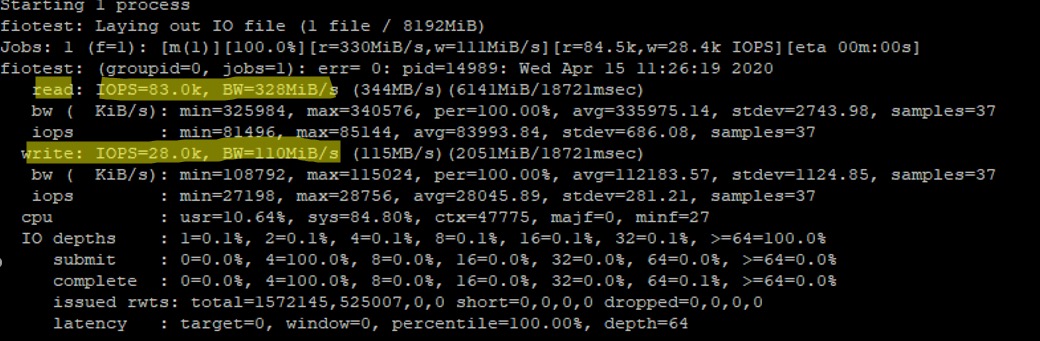 Starting 1 process
fiotest: Laying out IO file (1 file / 8192MiB)
Jobs: 1 (f=1): [m(1)][100.0%][r=330MiB/s,w=111MiB/s][r=84.5k,w=28.4k IOPS][eta 00m:00s]
fiotest: (groupid=0, jobs=1): err= 0: pid=14989: Wed Apr 15 11:26:19 2020
read: IOPS=83.0k, BW=328MiB/s (344MB/s)(6141MiB/18721msec)
bw (  KiB/s): min=325984, max=340576, per=100.00%, avg=335975.14, stdev=2743.98, samples=37
iops        : min=81496, max=85144, avg=83993.84, stdev=686.08, samples=37
write: IOPS=28.0k, BW=110MiB/s (115MB/s)(2051MiB/18721msec)
bw (  KiB/s): min=108792, max=115024, per=100.00%, avg=112183.57, stdev=1124.85, samples=37
iops        : min=27198, max=28756, avg=28045.89, stdev=281.21, samples=37
cpu          : usr=10.64%, sys=84.80%, ctx=47775, majf=0, minf=27
IO depths    : 1=0.1%, 2=0.1%, 4=0.1%, 8=0.1%, 16=0.1%, 32=0.1%, >=64=100.0%
submit    : 0=0.0%, 4=100.0%, 8=0.0%, 16=0.0%, 32=0.0%, 64=0.0%, >=64=0.0%
complete  : 0=0.0%, 4=100.0%, 8=0.0%, 16=0.0%, 32=0.0%, 64=0.1%, >=64=0.0%
issued rwts: total=1572145,525007,0,0 short=0,0,0,0 dropped=0,0,0,0
latency   : target=0, window=0, percentile=100.00%, depth=64